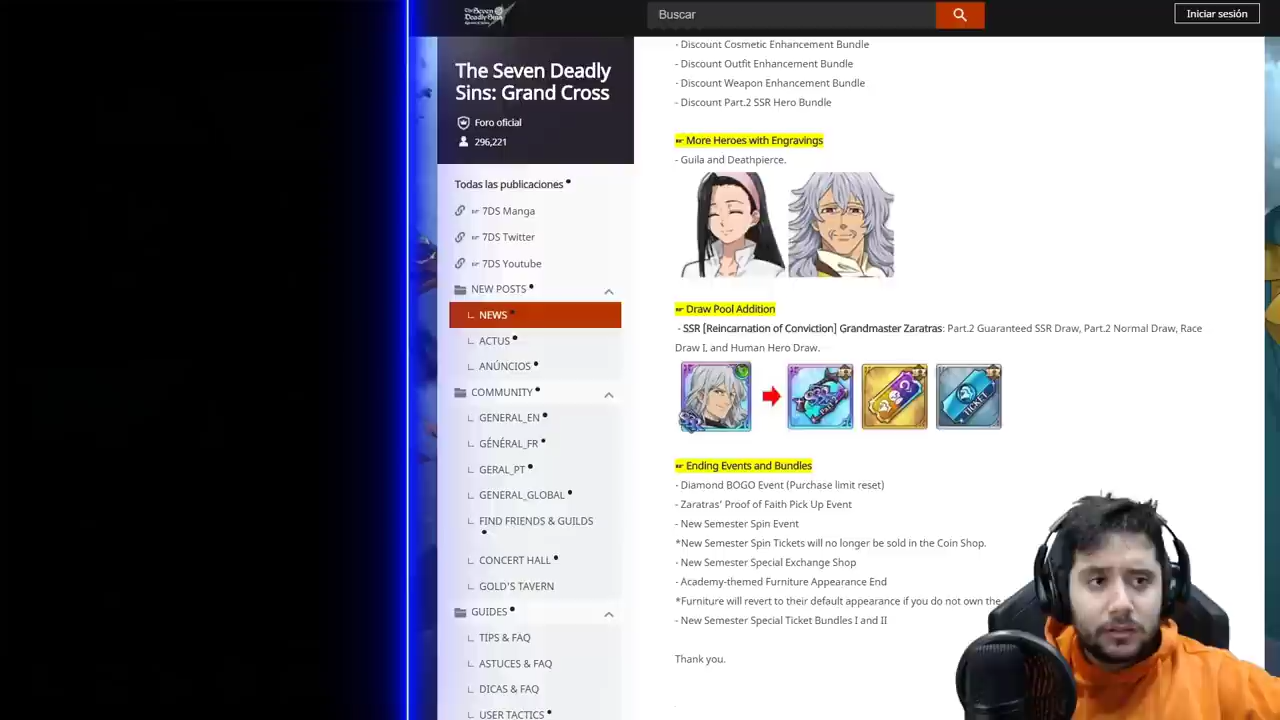 The Seven
Deadly Sins
Buscar
Iniciar sesión
The Seven Deadly
Sins: Grand Cross
Foro oficial
296,221
Todas las publicaciones
☞ 7DS Manga
☞ 7DS Twitter
☞ 7DS Youtube
NEW POSTS
NEWS
ACTUS
ANÚNCIOS
COMMUNITY
GENERAL_EN
GÉNÉRAL_FR
GERAL_PT
GENERAL_GLOBAL
FIND FRIENDS & GUILDS
CONCERT HALL
GOLD'S TAVERN
GUIDES
TIPS & FAQ
ASTUCES & FAQ
DICAS & FAQ
USER TACTICS
- Discount Cosmetic Enhancement Bundle
- Discount Outfit Enhancement Bundle
- Discount Weapon Enhancement Bundle
- Discount Part.2 SSR Hero Bundle
☞ More Heroes with Engravings
- Guila and Deathpierce.
☞ Draw Pool Addition
- SSR [Reincarnation of Conviction] Grandmaster Zaratras: Part.2 Guaranteed SSR Draw, Part.2 Normal Draw, Race
Draw I, and Human Hero Draw.
SSR
Part.2
TICKET
☞ Ending Events and Bundles
- Diamond BOGO Event (Purchase limit reset)
- Zaratras' Proof of Faith Pick Up Event
- New Semester Spin Event
*New Semester Spin Tickets will no longer be sold in the Coin Shop.
- New Semester Special Exchange Shop
- Academy-themed Furniture Appearance End
*Furniture will revert to their default appearance if you do not own the
- New Semester Special Ticket Bundles I and II
Thank you.